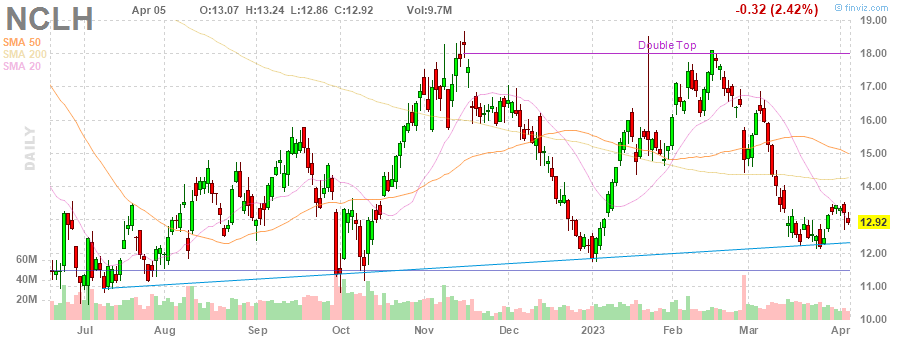 NCLH Apr 05 O:13.07 H:13.24 L:12.86 C:12.92 Vol:9.7M -0.32 (2.42%) finviz.com
SMA 50
SMA 200
SMA 20
Double Top
DAILY
19.00
18.00
17.00
16.00
15.00
14.00
12.92
12.00
11.00
10.00
60M
40M
20M
Jul Aug Sep Oct Nov Dec 2023 Feb Mar Apr